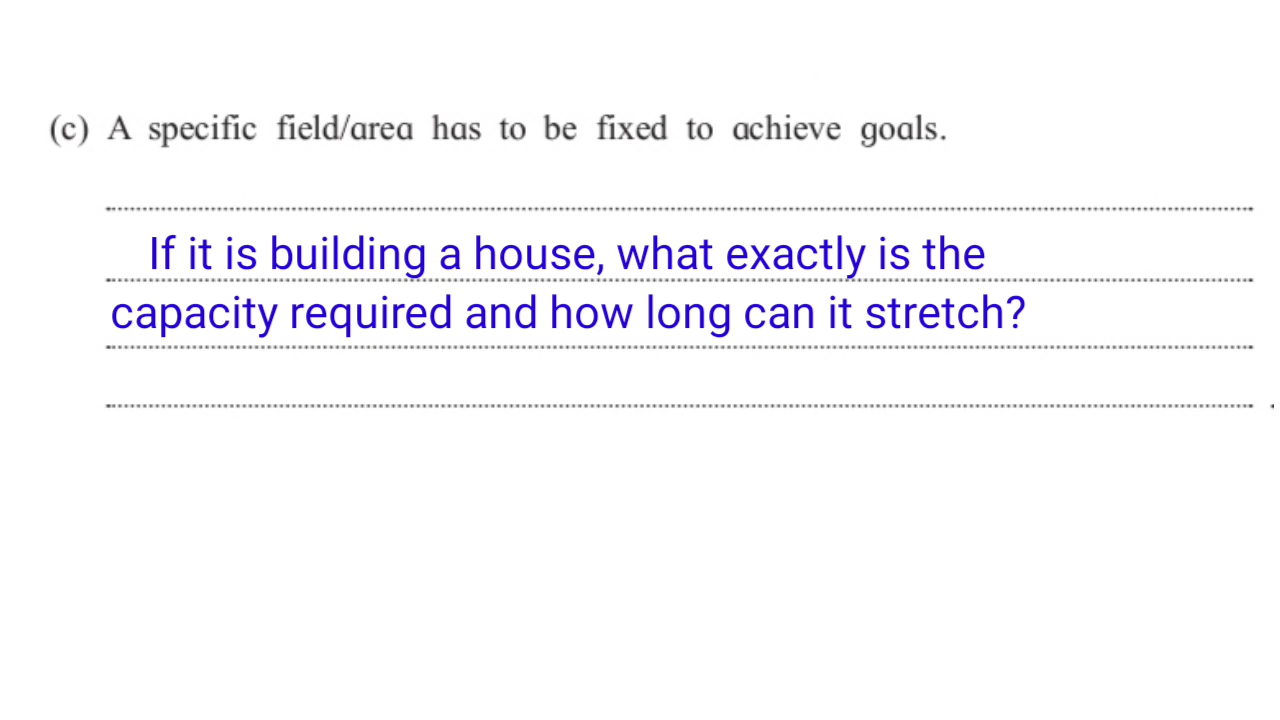 (c) A specific field/area has to be fixed to achieve goals.
If it is building a house, what exactly is the
capacity required and how long can it stretch?